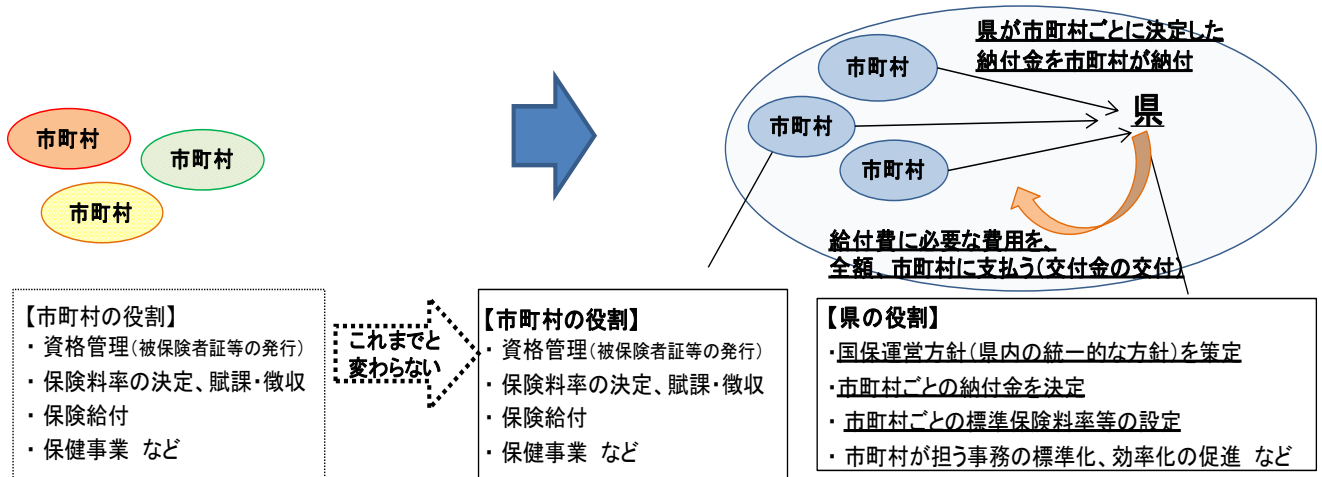 市町村
市町村
市町村
県が市町村ごとに決定した
納付金を市町村が納付
市町村
市町村
市町村
県
給付費に必要な費用を、
全額、市町村に支払う(交付金の交付)
【市町村の役割】
・ 資格管理(被保険者証等の発行)
・ 保険料率の決定、賦課・徴収
・ 保険給付
・ 保健事業 など
これまでと
変わらない
【市町村の役割】
・ 資格管理(被保険者証等の発行)
・ 保険料率の決定、賦課・徴収
・ 保険給付
・ 保健事業 など
【県の役割】
・国保運営方針(県内の統一的な方針)を策定
・市町村ごとの納付金を決定
・ 市町村ごとの標準保険料率等の設定
・ 市町村が担う事務の標準化、効率化の促進 など